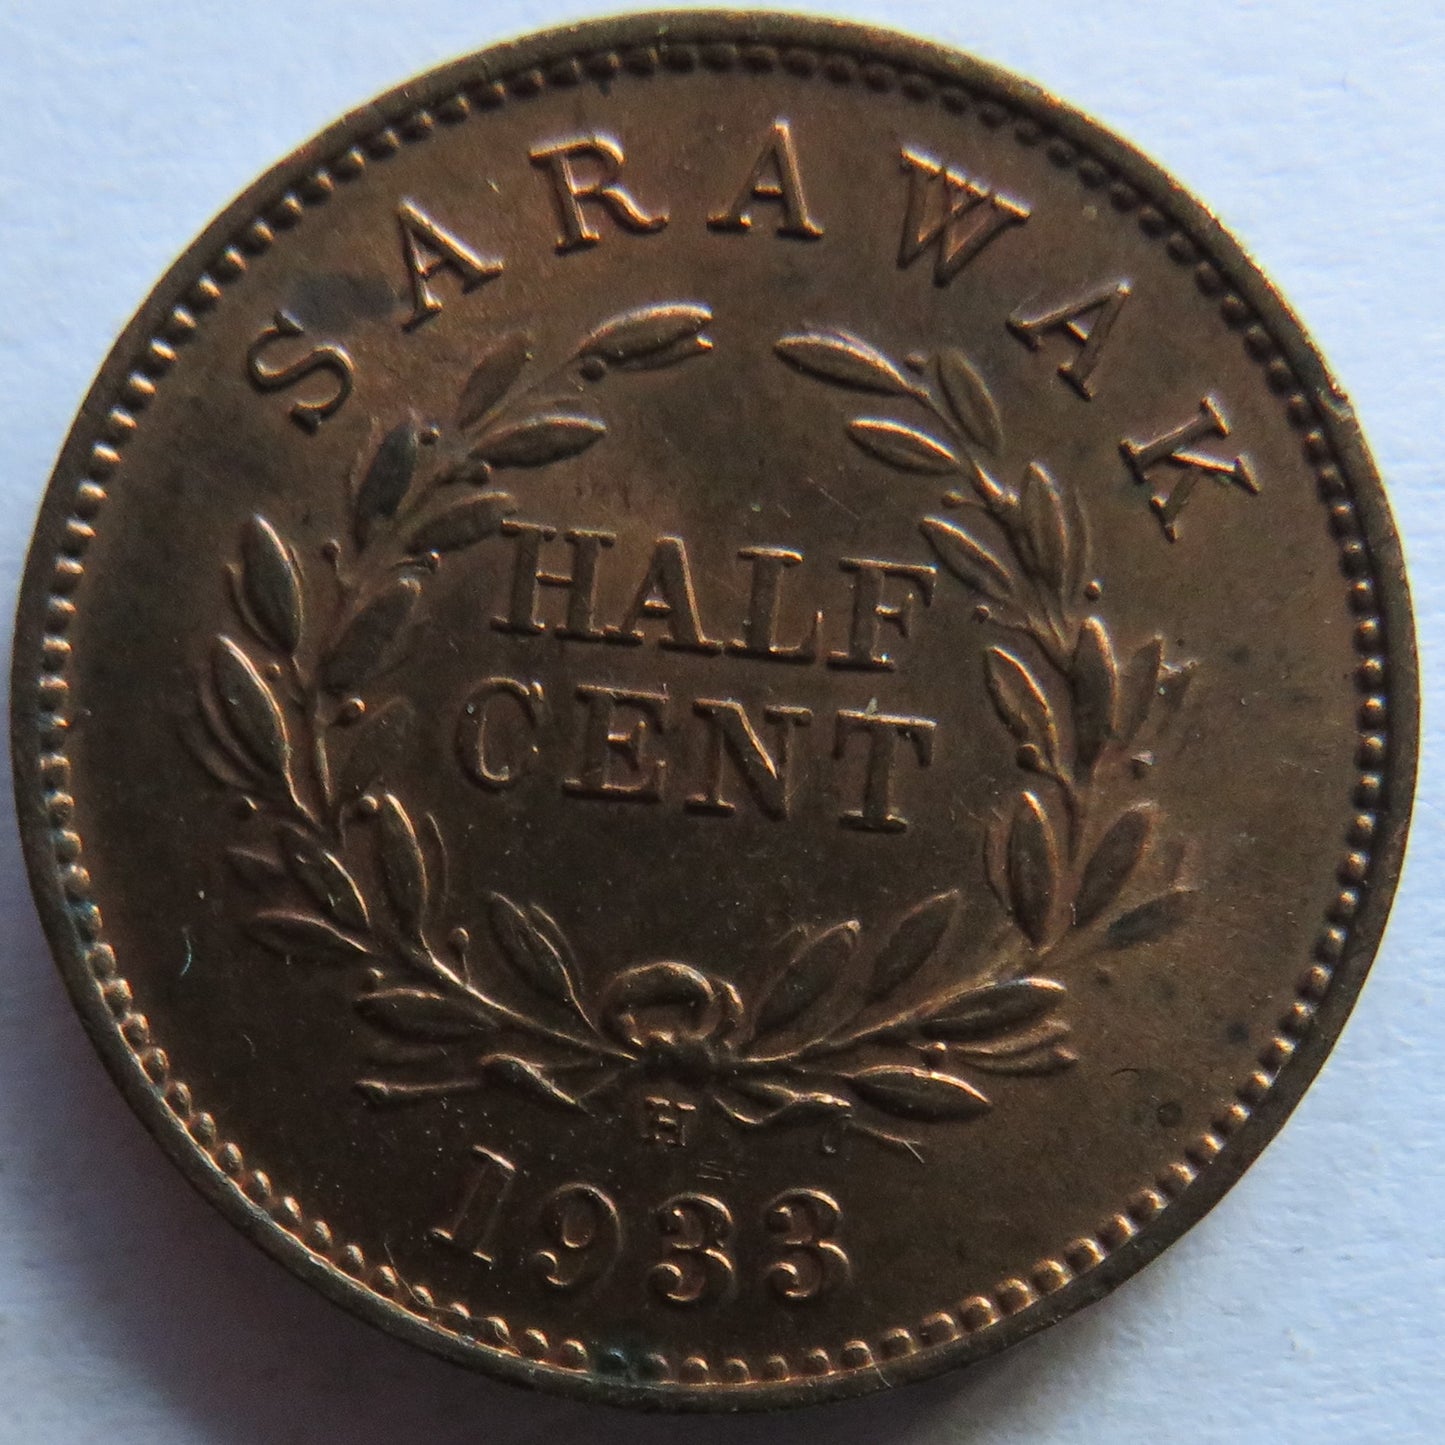 SARAWAK
HALF
CENT
H
1933